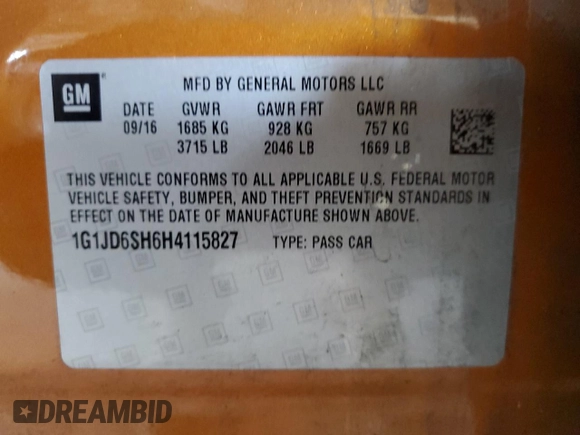 GM
MFD BY GENERAL MOTORS LLC
DATE GVWR GAWR FRT GAWR RR
09/16 1685 KG 928 KG 757 KG
3715 LB 2046 LB 1669 LB
THIS VEHICLE CONFORMS TO ALL APPLICABLE U.S. FEDERAL MOTOR
VEHICLE SAFETY, BUMPER, AND THEFT PREVENTION STANDARDS IN
EFFECT ON THE DATE OF MANUFACTURE SHOWN ABOVE.
1G1JD6SH6H4115827 TYPE: PASS CAR
DREAMBID